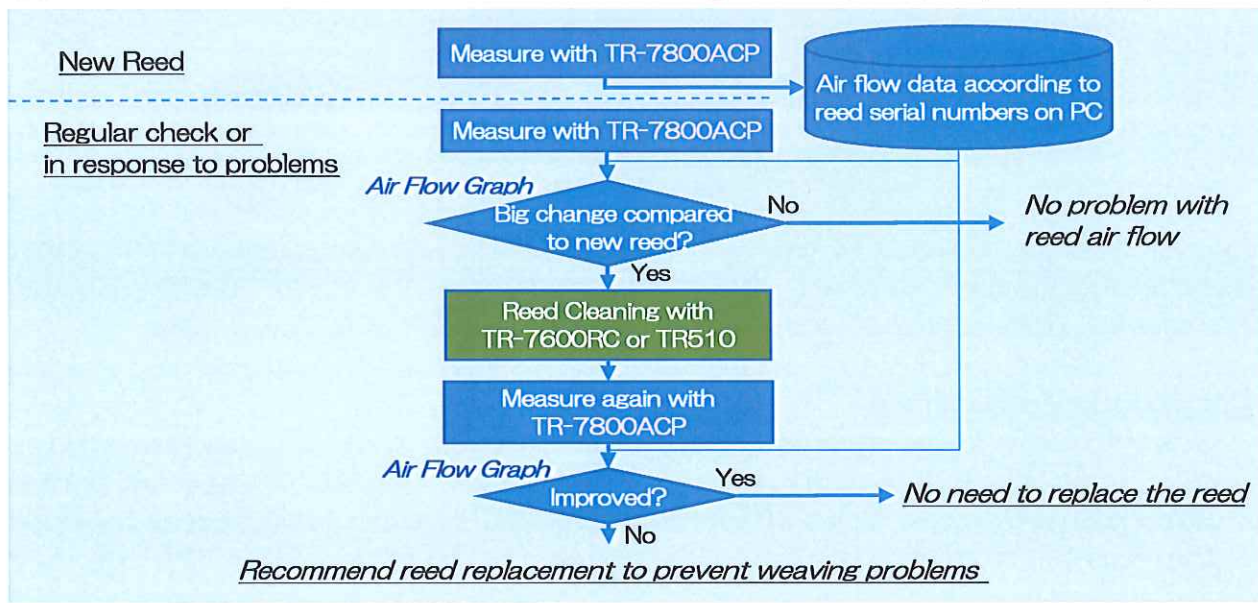 Measure with TR-7800ACP
New Reed
Air flow data according to
reed serial numbers on PC
Regular check or
in response to problems
Measure with TR-7800ACP
Air Flow Graph
Big change compared
to new reed?
No
No problem with
reed air flow
Yes
Reed Cleaning with
TR-7600RC or TR510
Measure again with
TR-7800ACP
Air Flow Graph
Improved?
Yes
No need to replace the reed
No
Recommend reed replacement to prevent weaving problems